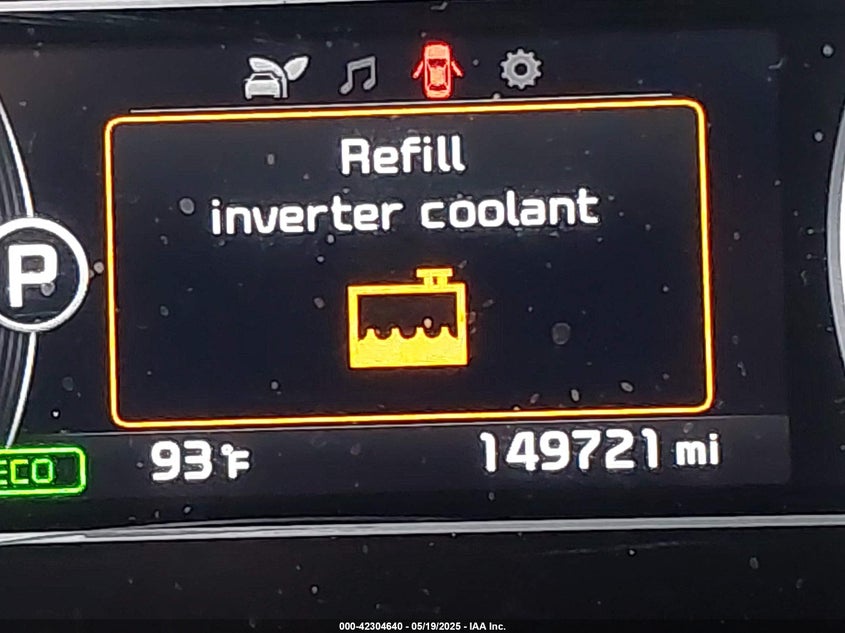 Refill
inverter coolant
P
ECO
93°F
149721 mi
000-42304640 - 05/19/2025 - IAA Inc.